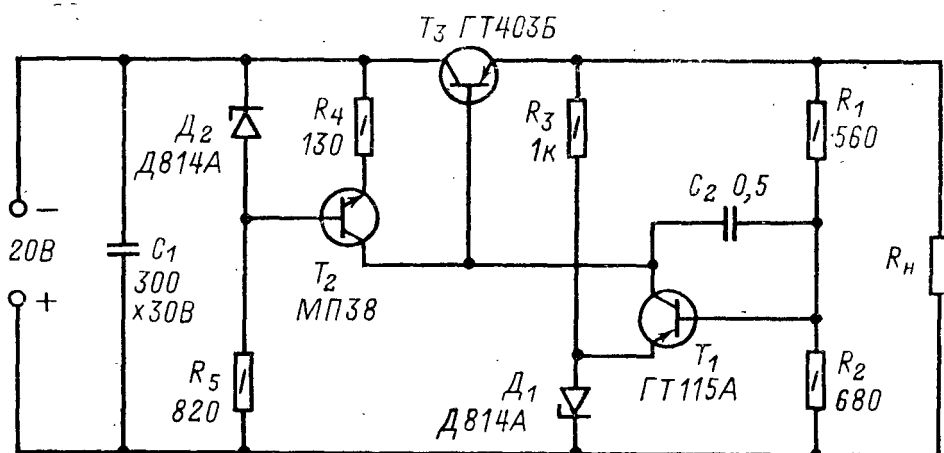 Т3 ГТ403Б
Д2
Д814А
R4
130
R3
1к
R1
560
C2 0,5
−
20В
+
C1
300
×30В
Т2
МП38
Rн
R5
820
Д1
Д814А
Т1
ГТ115А
R2
680